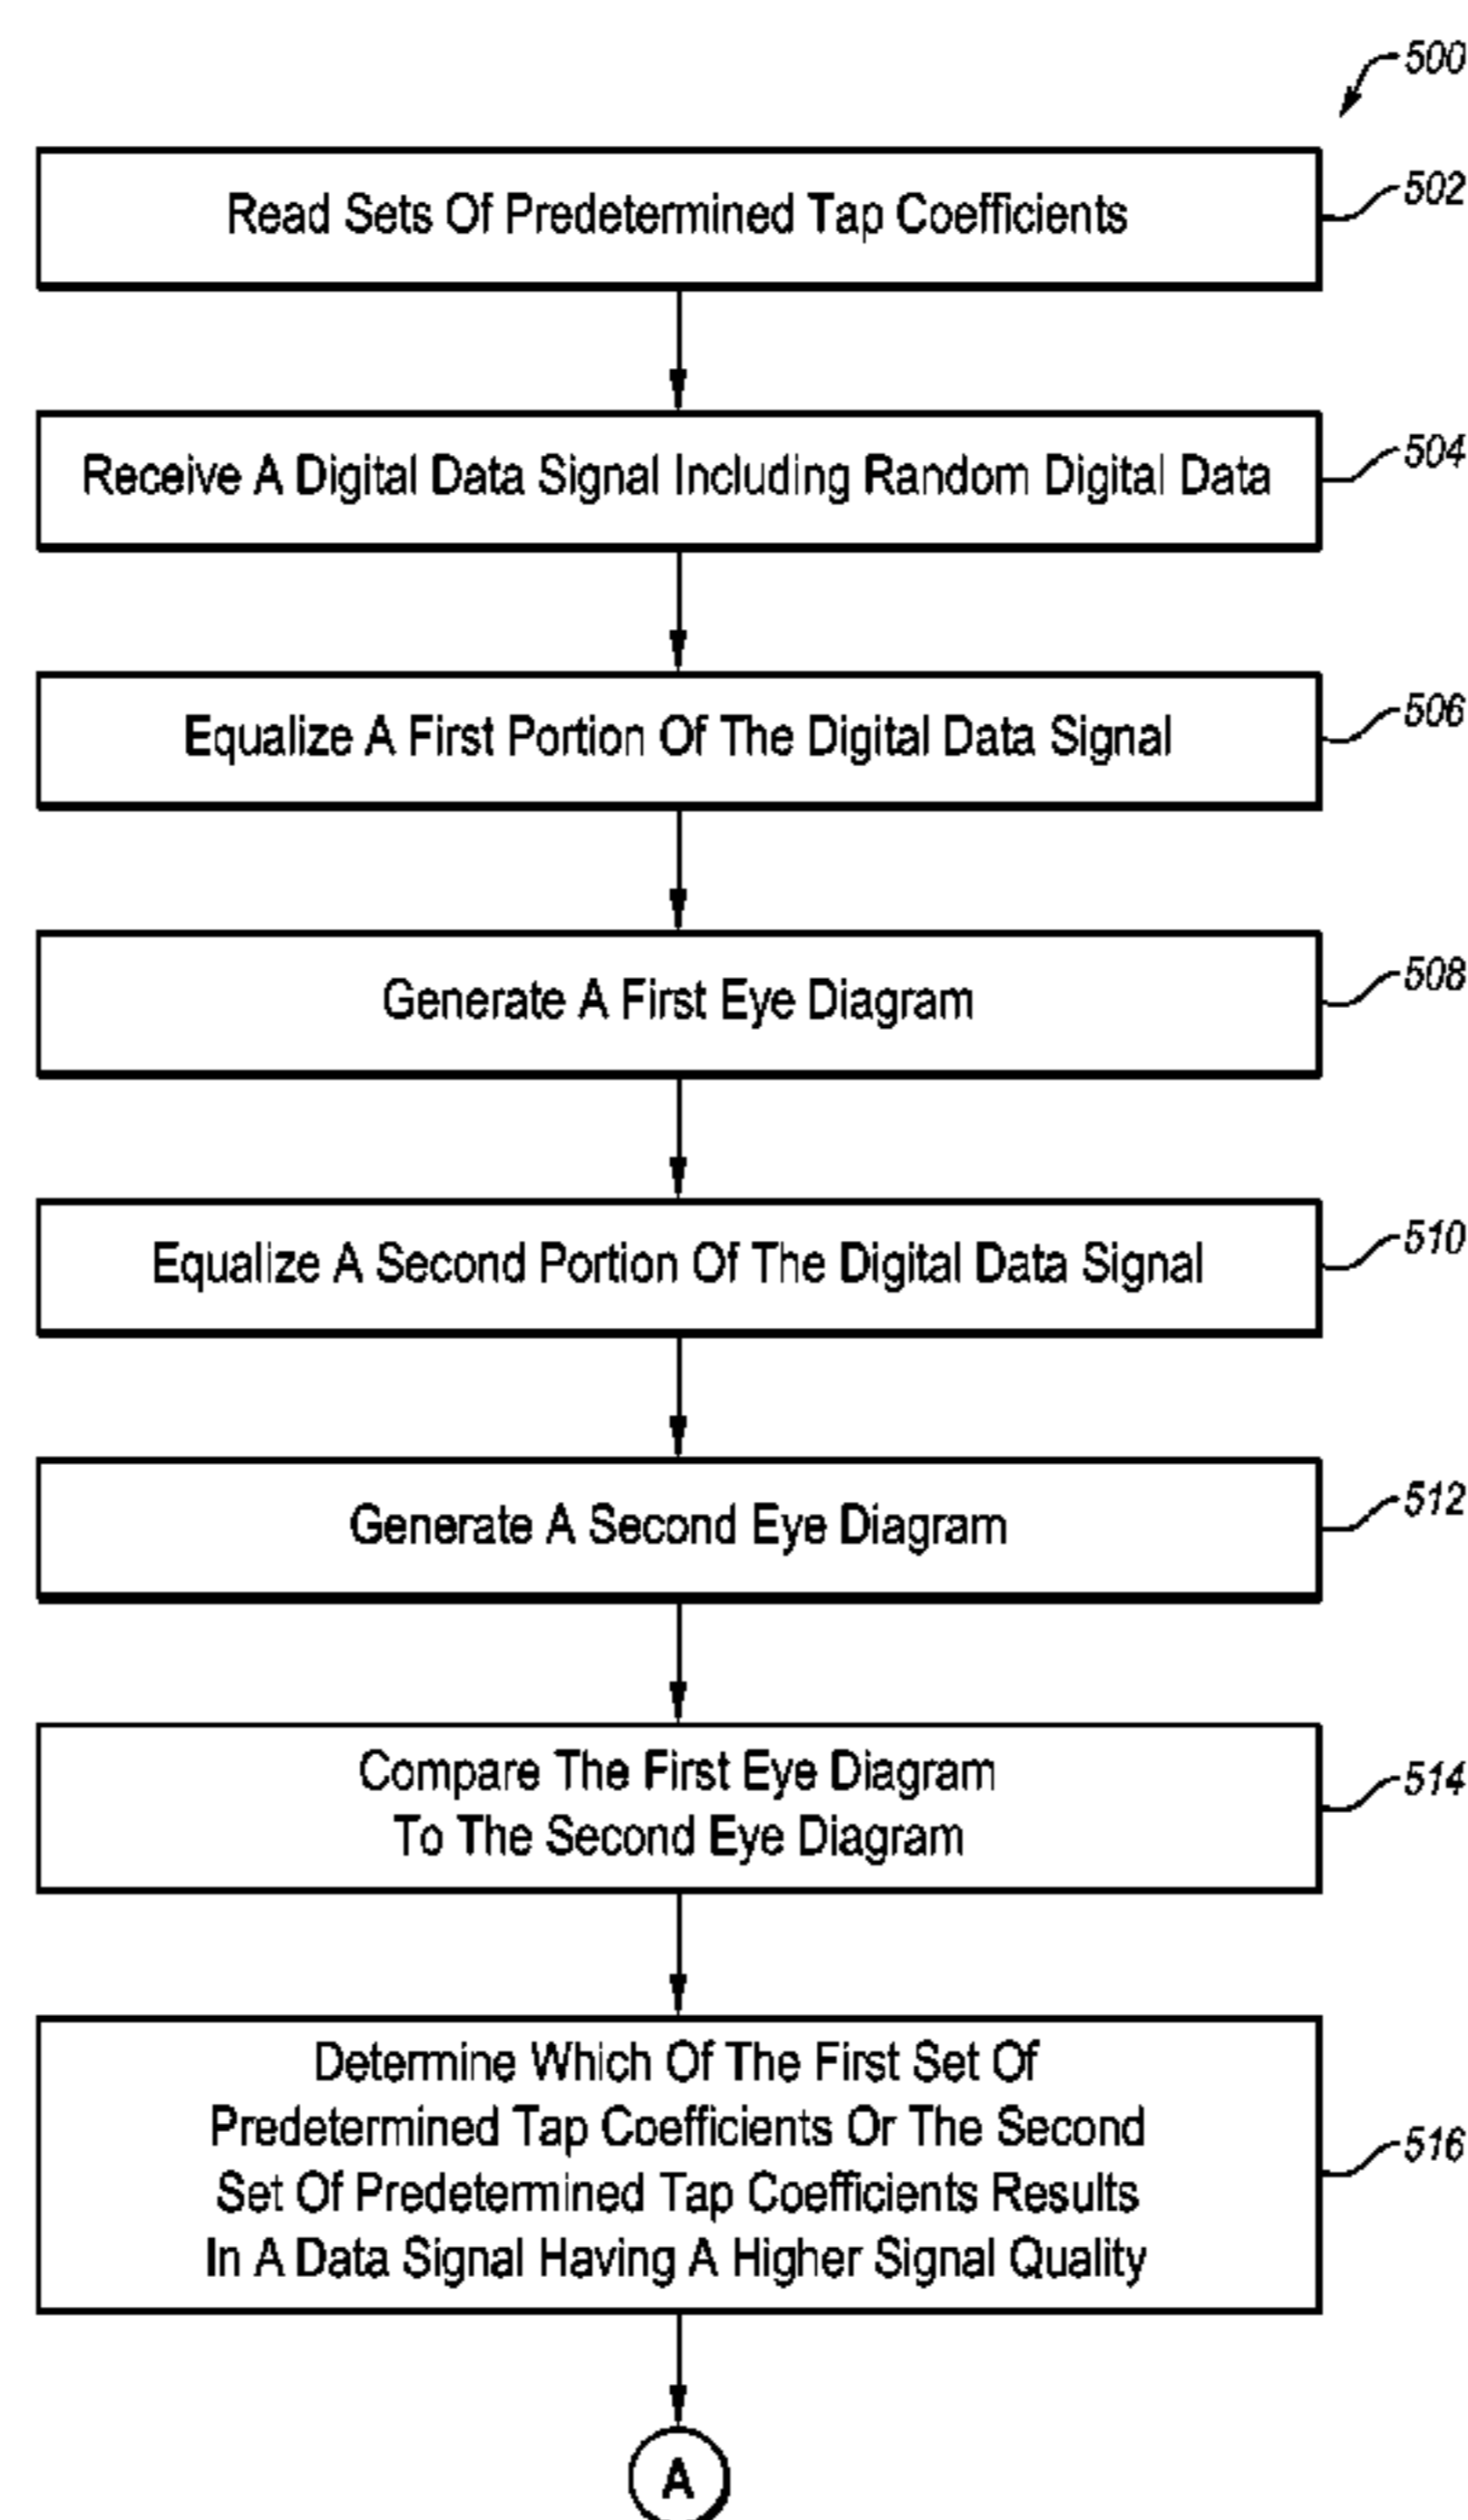 500
Read Sets Of Predetermined Tap Coefficients
502
Receive A Digital Data Signal Including Random Digital Data
504
Equalize A First Portion Of The Digital Data Signal
506
Generate A First Eye Diagram
508
Equalize A Second Portion Of The Digital Data Signal
510
Generate A Second Eye Diagram
512
Compare The First Eye Diagram
To The Second Eye Diagram
514
Determine Which Of The First Set Of
Predetermined Tap Coefficients Or The Second
Set Of Predetermined Tap Coefficients Results
In A Data Signal Having A Higher Signal Quality
516
A